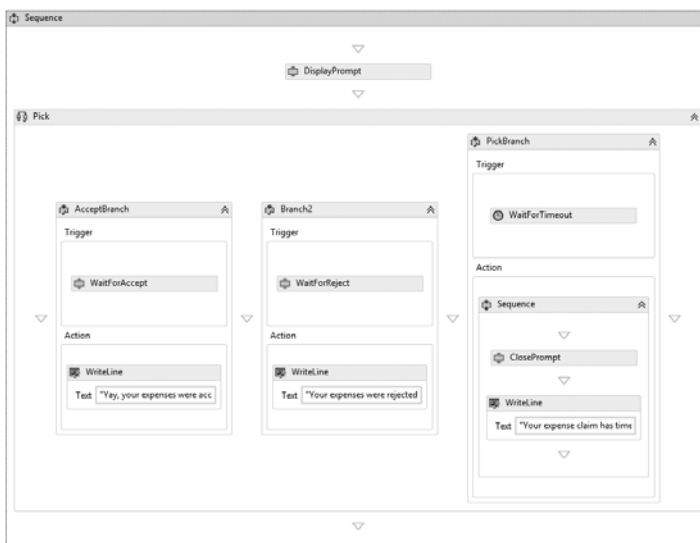 Sequence
DisplayPrompt
Pick
AcceptBranch
Trigger
WaitForAccept
Action
WriteLine
Text "Yay, your expenses were acc
Branch2
Trigger
WaitForReject
Action
WriteLine
Text "Your expenses were rejected
PickBranch
Trigger
WaitForTimeout
Action
Sequence
ClosePrompt
WriteLine
Text "Your expense claim has time